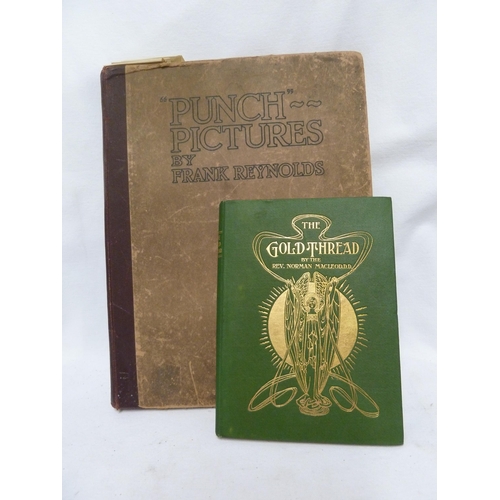 "PUNCH"~~
PICTURES
BY
FRANK REYNOLDS
THE
GOLD·THREAD
BY THE
REV. NORMAN MACLEOD.D.D.